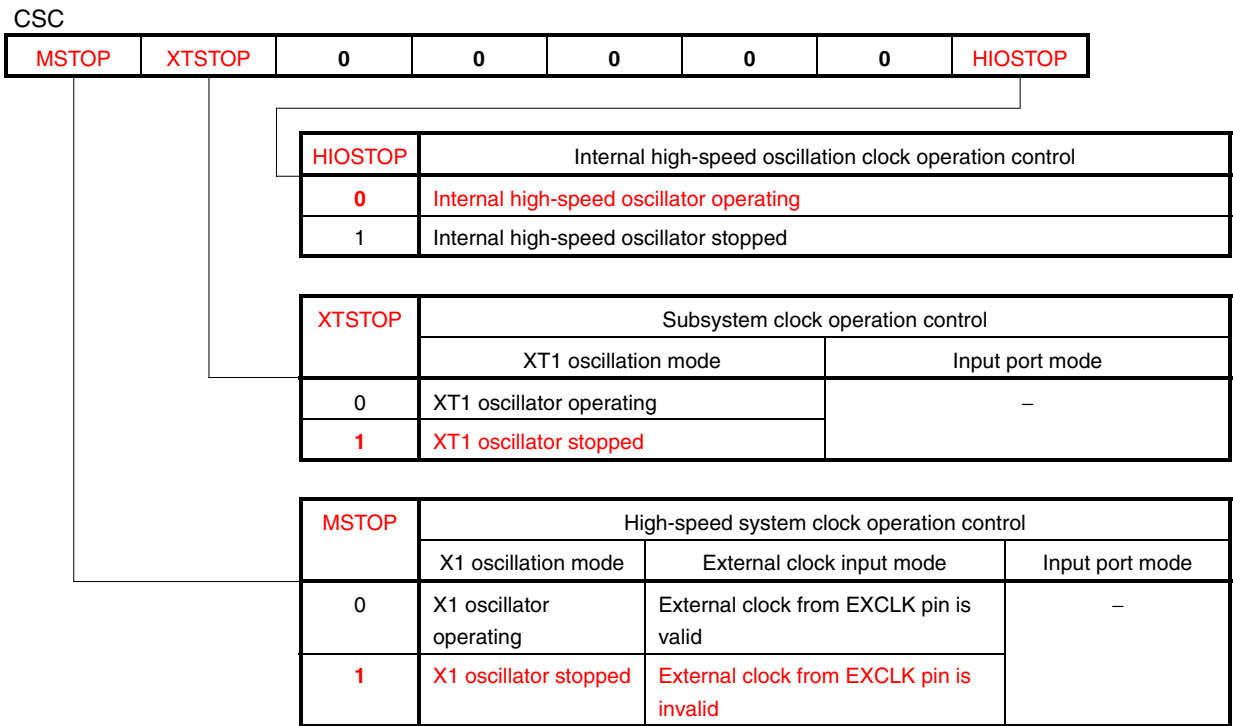 CSC
MSTOP XTSTOP 0 0 0 0 0 HIOSTOP
HIOSTOP Internal high-speed oscillation clock operation control
0 Internal high-speed oscillator operating
1 Internal high-speed oscillator stopped
XTSTOP Subsystem clock operation control
XT1 oscillation mode Input port mode
0 XT1 oscillator operating –
1 XT1 oscillator stopped
MSTOP High-speed system clock operation control
X1 oscillation mode External clock input mode Input port mode
0 X1 oscillator External clock from EXCLK pin is –
operating valid
1 X1 oscillator stopped External clock from EXCLK pin is
invalid